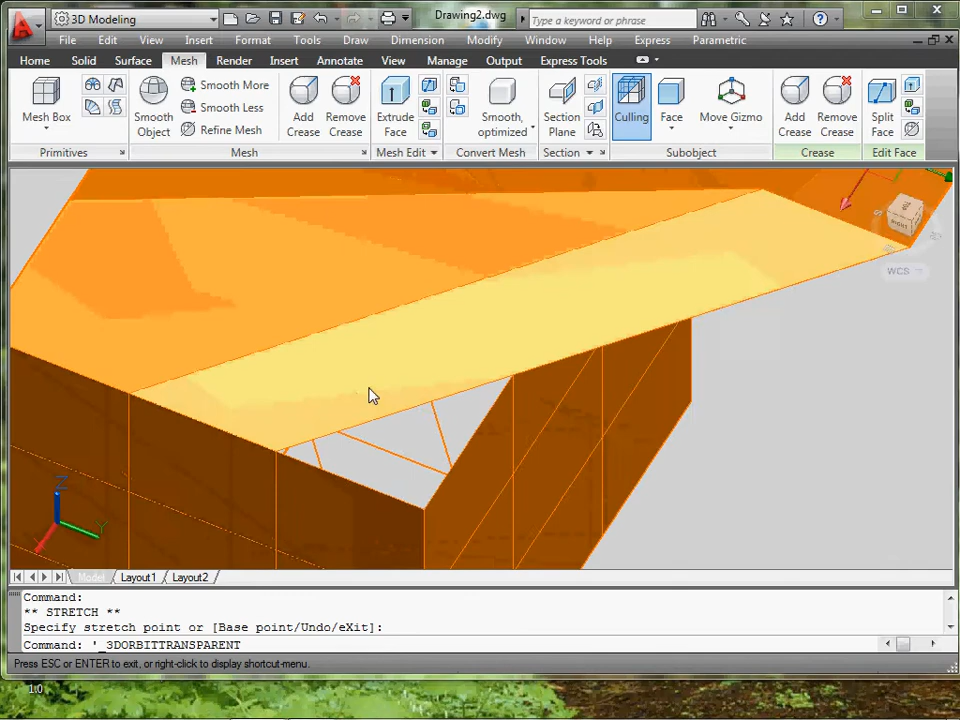 3D Modeling
Drawing2.dwg
Type a keyword or phrase
File Edit View Insert Format Tools Draw Dimension Modify Window Help Express Parametric
Home Solid Surface Mesh Render Insert Annotate View Manage Output Express Tools
Mesh Box
Primitives
Smooth Object
Smooth More
Smooth Less
Refine Mesh
Add Crease
Remove Crease
Mesh
Extrude Face
Mesh Edit
Smooth, optimized
Convert Mesh
Section Plane
Section
Culling
Face
Move Gizmo
Subobject
Add Crease
Remove Crease
Crease
Split Face
Edit Face
RIGHT
S
WCS
Z
Y
X
Model Layout1 Layout2
Command:
** STRETCH **
Specify stretch point or [Base point/Undo/eXit]:
Command: '_3DORBITTRANSPARENT
Press ESC or ENTER to exit, or right-click to display shortcut-menu.
1.0